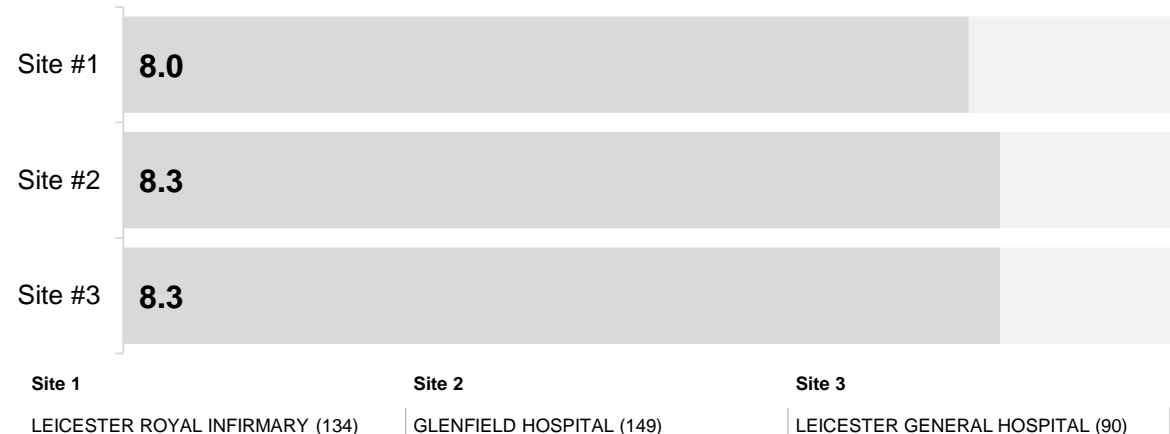 Site #1 8.0
Site #2 8.3
Site #3 8.3
Site 1 Site 2 Site 3
LEICESTER ROYAL INFIRMARY (134) GLENFIELD HOSPITAL (149) LEICESTER GENERAL HOSPITAL (90)